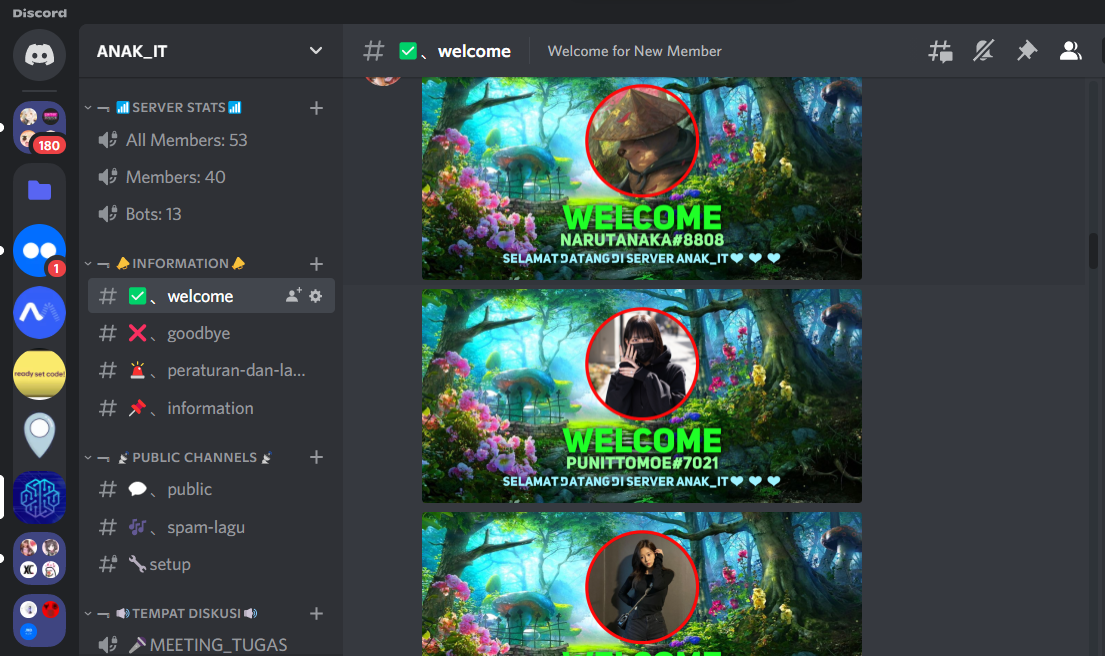 Discord
ANAK_IT
✅、welcome
Welcome for New Member
180
1
ready set code!
XC
📶 SERVER STATS 📶
All Members: 53
Members: 40
Bots: 13
🔔 INFORMATION 🔔
✅、welcome
❌、goodbye
🚨、peraturan-dan-la...
📌、information
📡 PUBLIC CHANNELS 📡
💬、public
🎶、spam-lagu
🔧setup
🔊 TEMPAT DISKUSI 🔊
🎤MEETING_TUGAS
WELCOME
NARUTANAKA#8808
SELAMAT DATANG DI SERVER ANAK_IT ❤ ❤ ❤
WELCOME
PUNITTOMOE#7021
SELAMAT DATANG DI SERVER ANAK_IT ❤ ❤ ❤